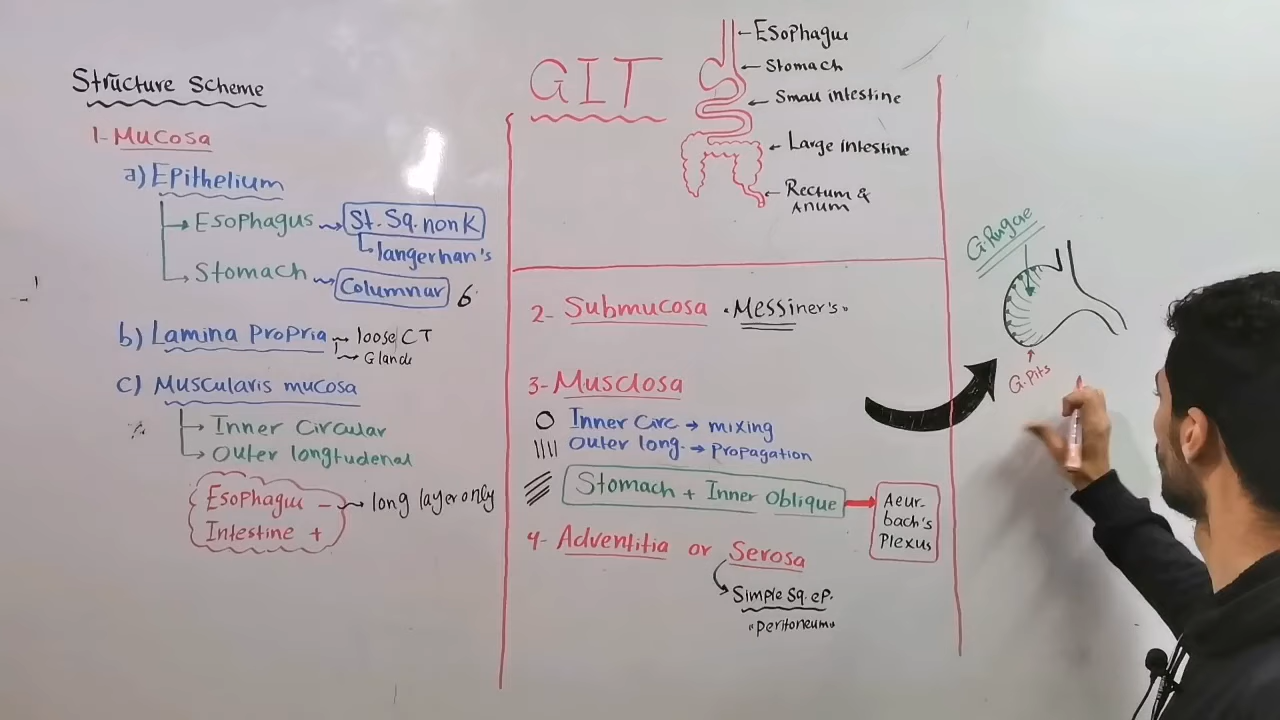 Structure Scheme
1- Mucosa
a) Epithelium
Esophagus
St. Sq. non K
langerhan's
Stomach
Columnar 6
b) Lamina Propria
loose CT
Glands
c) Muscularis mucosa
Inner Circular
Outer longtudenal
Esophagus -
long layer only
Intestine +
GIT
Esophagus
Stomach
Small intestine
Large intestine
Rectum &
Anum
2- Submucosa "Messiner's"
3- Musclosa
Inner Circ → mixing
Outer long. → Propagation
Stomach + Inner Oblique
Aeur-
bach's
Plexus
4- Adventitia or Serosa
Simple Sq. eP.
"Peritoneum"
G. Rugae
G. Pits